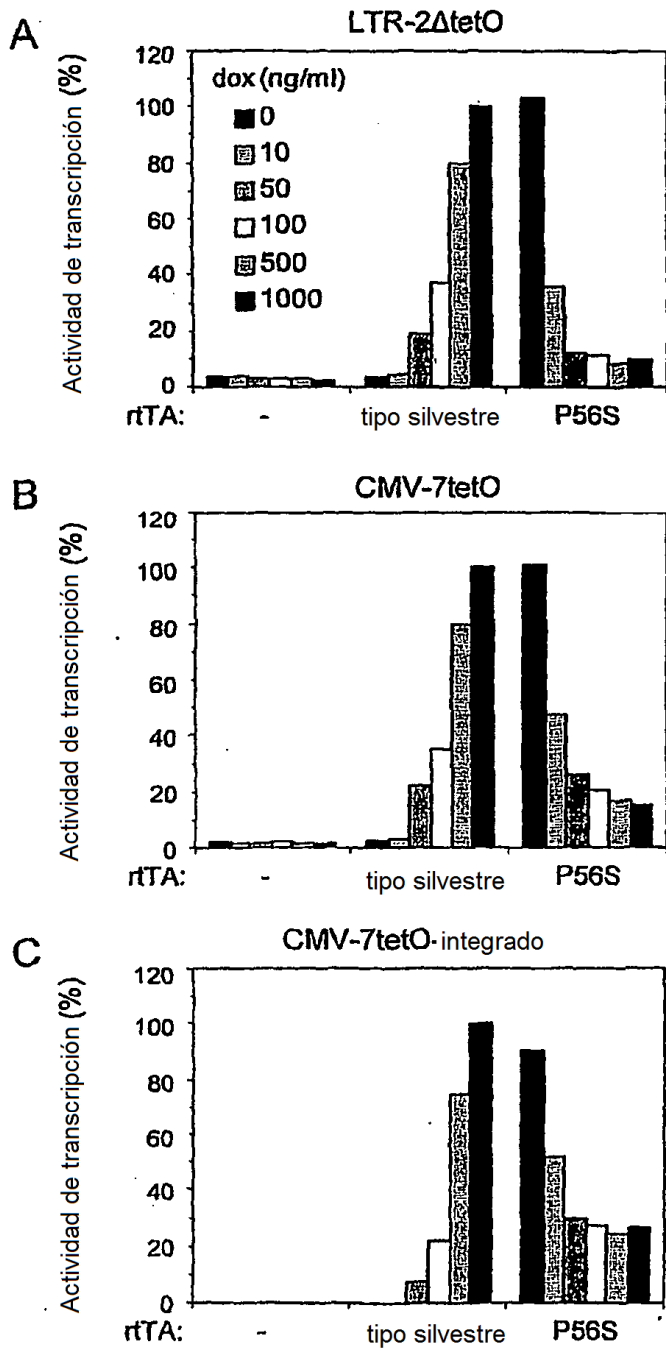 A
LTR-2ΔtetO
Actividad de transcripción (%)
120
100
80
60
40
20
0
dox (ng/ml)
0
10
50
100
500
1000
rtTA:
-
tipo silvestre
P56S
B
CMV-7tetO
Actividad de transcripción (%)
120
100
80
60
40
20
0
rtTA:
-
tipo silvestre
P56S
C
CMV-7tetO-integrado
Actividad de transcripción (%)
120
100
80
60
40
20
0
rtTA:
-
tipo silvestre
P56S